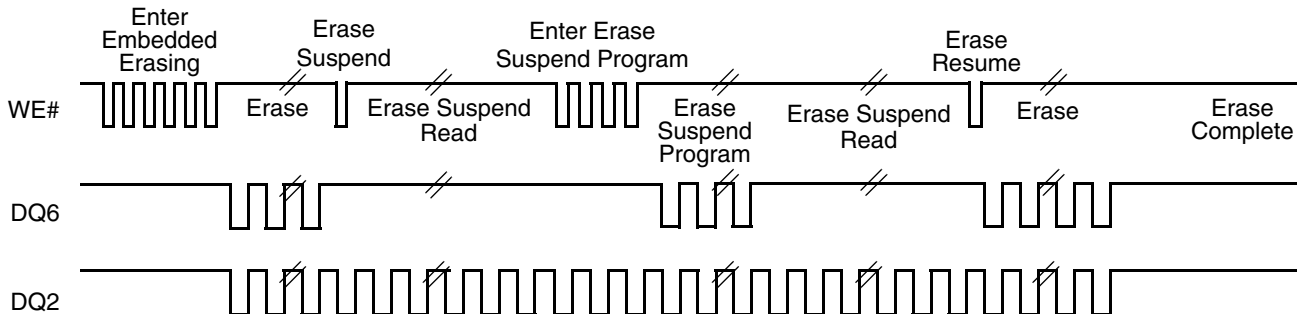 Enter
Embedded
Erasing
Erase
Suspend
Enter Erase
Suspend Program
Erase
Resume
WE#
Erase
Erase Suspend
Read
Erase
Suspend
Program
Erase Suspend
Read
Erase
Erase
Complete
DQ6
DQ2